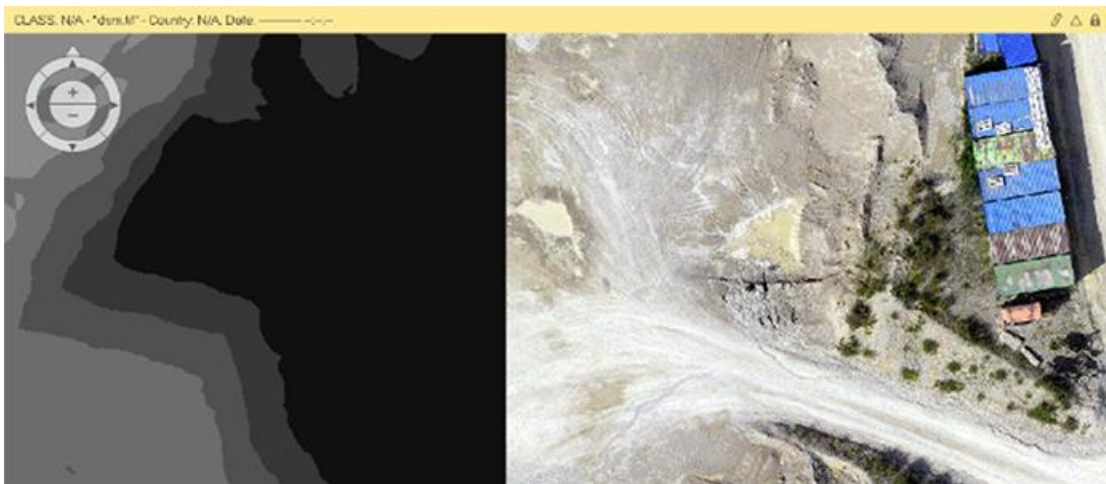 CLASS: N/A - "dsm.tif" - Country: N/A, Date: ---------- --:--:--